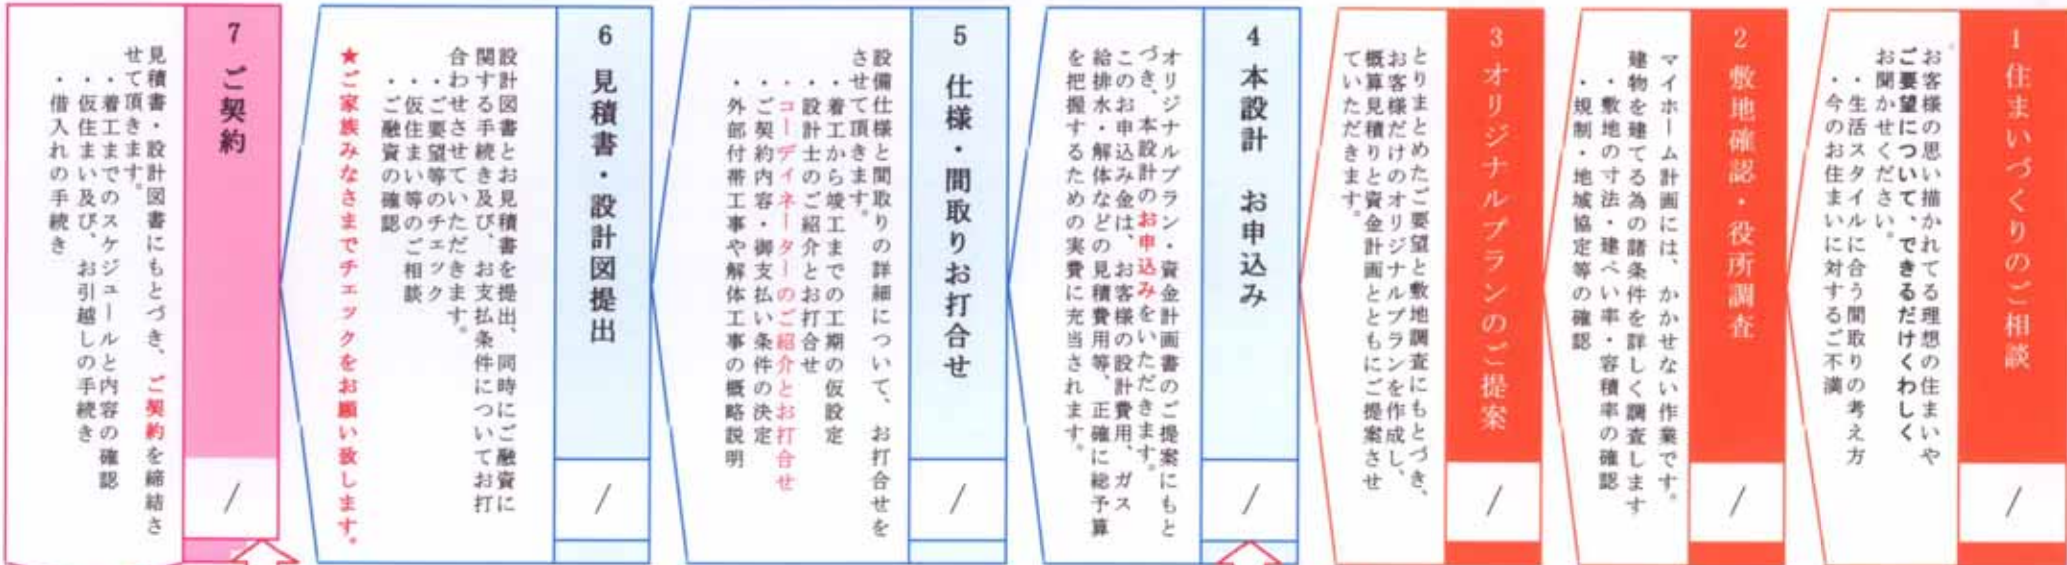 1 住まいづくりのご相談
/
お客様の思い描かれてる理想の住まいや
ご要望について、できるだけくわしく
お聞かせください。
・生活スタイルに合う間取りの考え方
・今のお住まいに対するご不満
2 敷地確認・役所調査
/
マイホーム計画には、かかせない作業です。
建物を建てる為の諸条件を詳しく調査します
・敷地の寸法・建ぺい率・容積率の確認
・規制・地域協定等の確認
3 オリジナルプランのご提案
/
とりまとめたご要望と敷地調査にもとづき、
お客様だけのオリジナルプランを作成し、
概算見積りと資金計画とともにご提案させ
ていただきます。
4 本設計 お申込み
/
オリジナルプラン・資金計画書のご提案にもと
づき、本設計のお申込みをいただきます。
このお申込み金は、お客様の設計費用、ガス
給排水・解体などの見積費用等、正確に総予算
を把握するための実費に充当されます。
5 仕様・間取りお打合せ
/
設備仕様と間取りの詳細について、お打合せを
させて頂きます。
・着工から竣工までの工期の仮設定
・設計士のご紹介とお打合せ
・コーディネーターのご紹介とお打合せ
・ご契約内容・御支払い条件の決定
・外部付帯工事や解体工事の概略説明
6 見積書・設計図提出
/
設計図書とお見積書を提出、同時にご融資に
関する手続き及び、お支払条件についてお打
合わせさせていただきます。
・ご要望等のチェック
・仮住まい等のご相談
・ご融資の確認
★ご家族みなさまでチェックをお願い致します。
7 ご契約
/
見積書・設計図書にもとづき、ご契約を締結さ
せて頂きます。
・着工までのスケジュールと内容の確認
・仮住まい及び、お引越しの手続き
・借入れの手続き